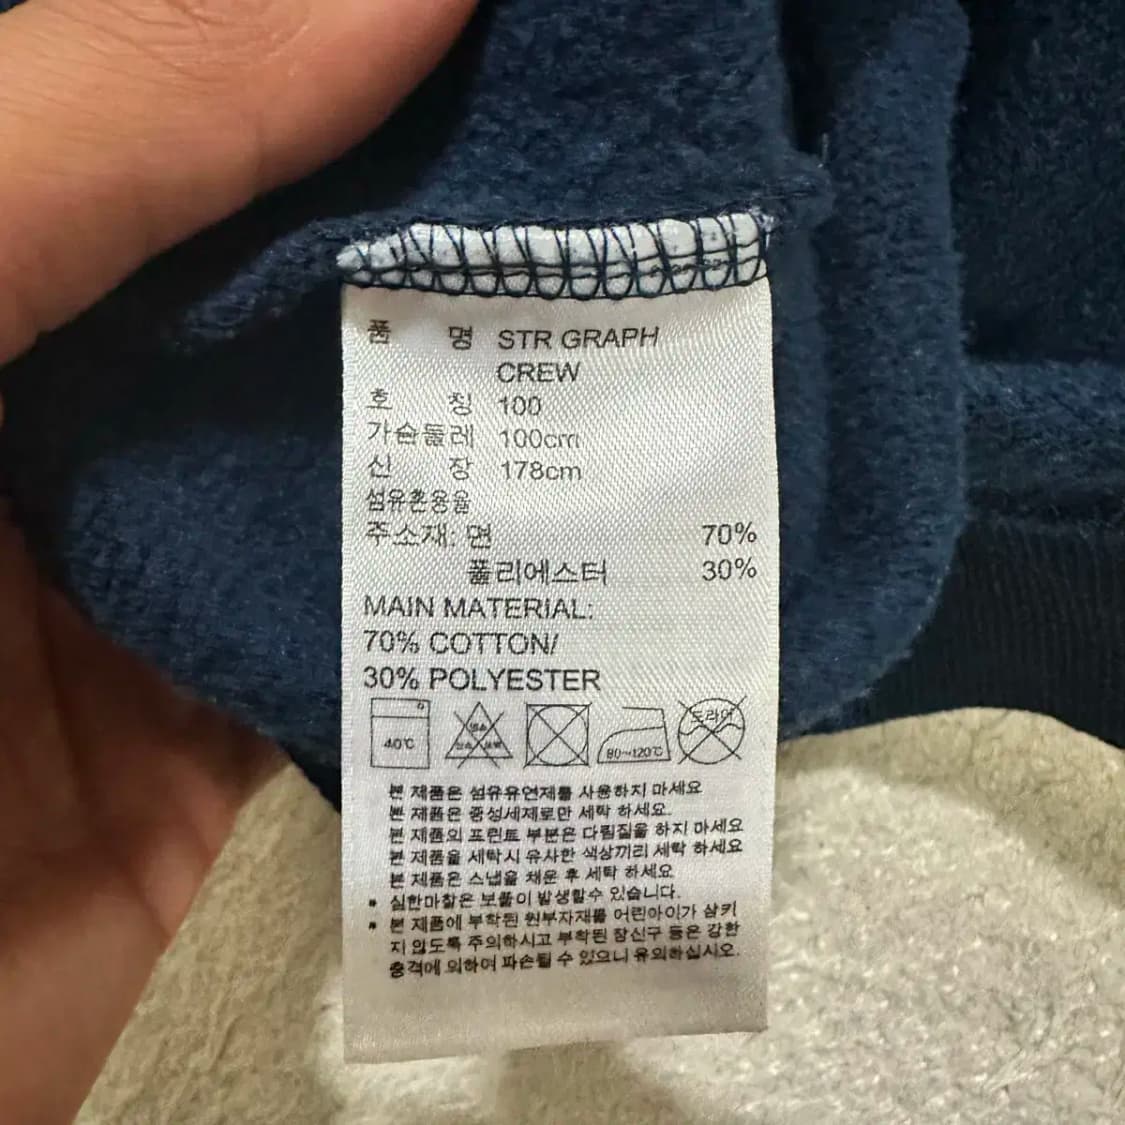 품 명 STR GRAPH
CREW
호 칭 100
가슴둘레 100cm
신 장 178cm
섬유혼용율
주소재: 면 70%
폴리에스터 30%
MAIN MATERIAL:
70% COTTON/
30% POLYESTER
40℃ 염소 산소 표백 80~120℃ 드라이
본 제품은 섬유유연제를 사용하지 마세요
본 제품은 중성세제로만 세탁 하세요.
본 제품의 프린트 부분은 다림질을 하지 마세요
본 제품을 세탁시 유사한 색상끼리 세탁 하세요
본 제품은 스냅을 채운 후 세탁 하세요
* 심한마찰은 보풀이 발생할수 있습니다.
* 본 제품에 부착된 원부자재를 어린아이가 삼키
지 않도록 주의하시고 부착된 장신구 등은 강한
충격에 의하여 파손될 수 있으니 유의하십시오.